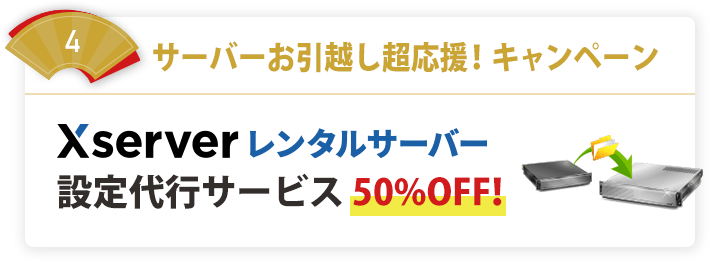 4
サーバーお引越し超応援！キャンペーン
Xserver レンタルサーバー
設定代行サービス 50%OFF!